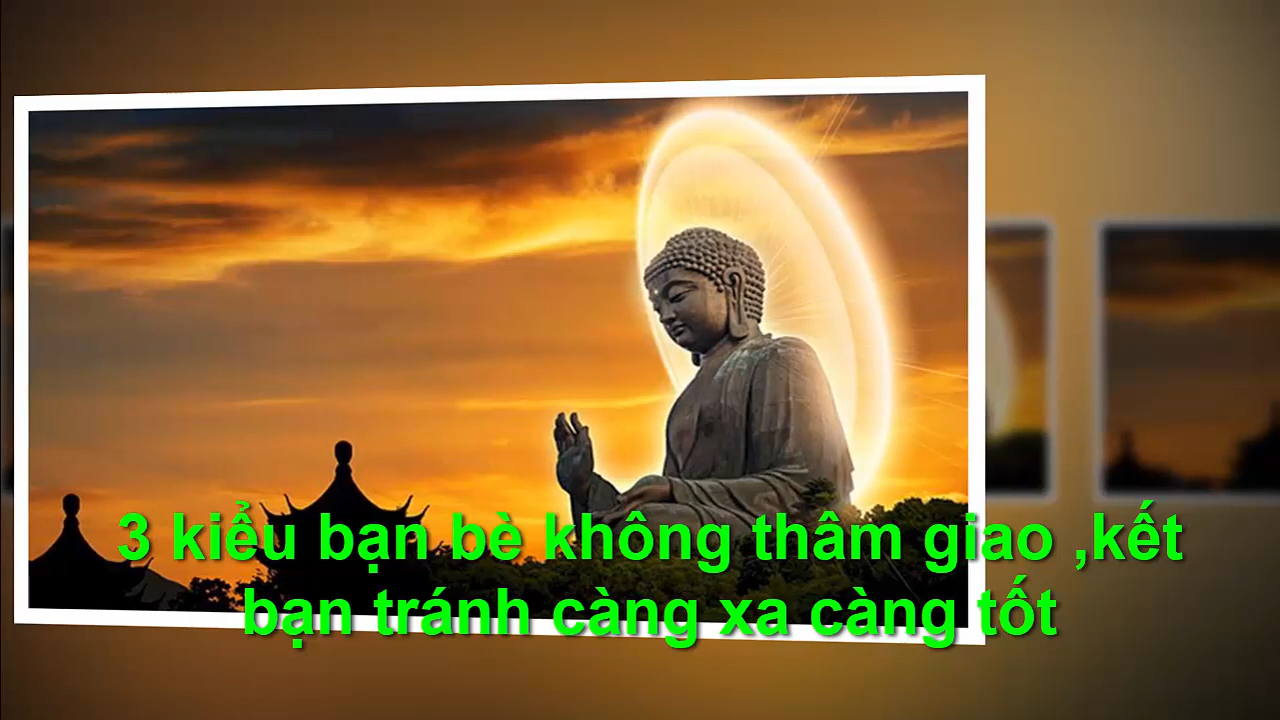 3 kiểu bạn bè không thâm giao ,kết
bạn tránh càng xa càng tốt